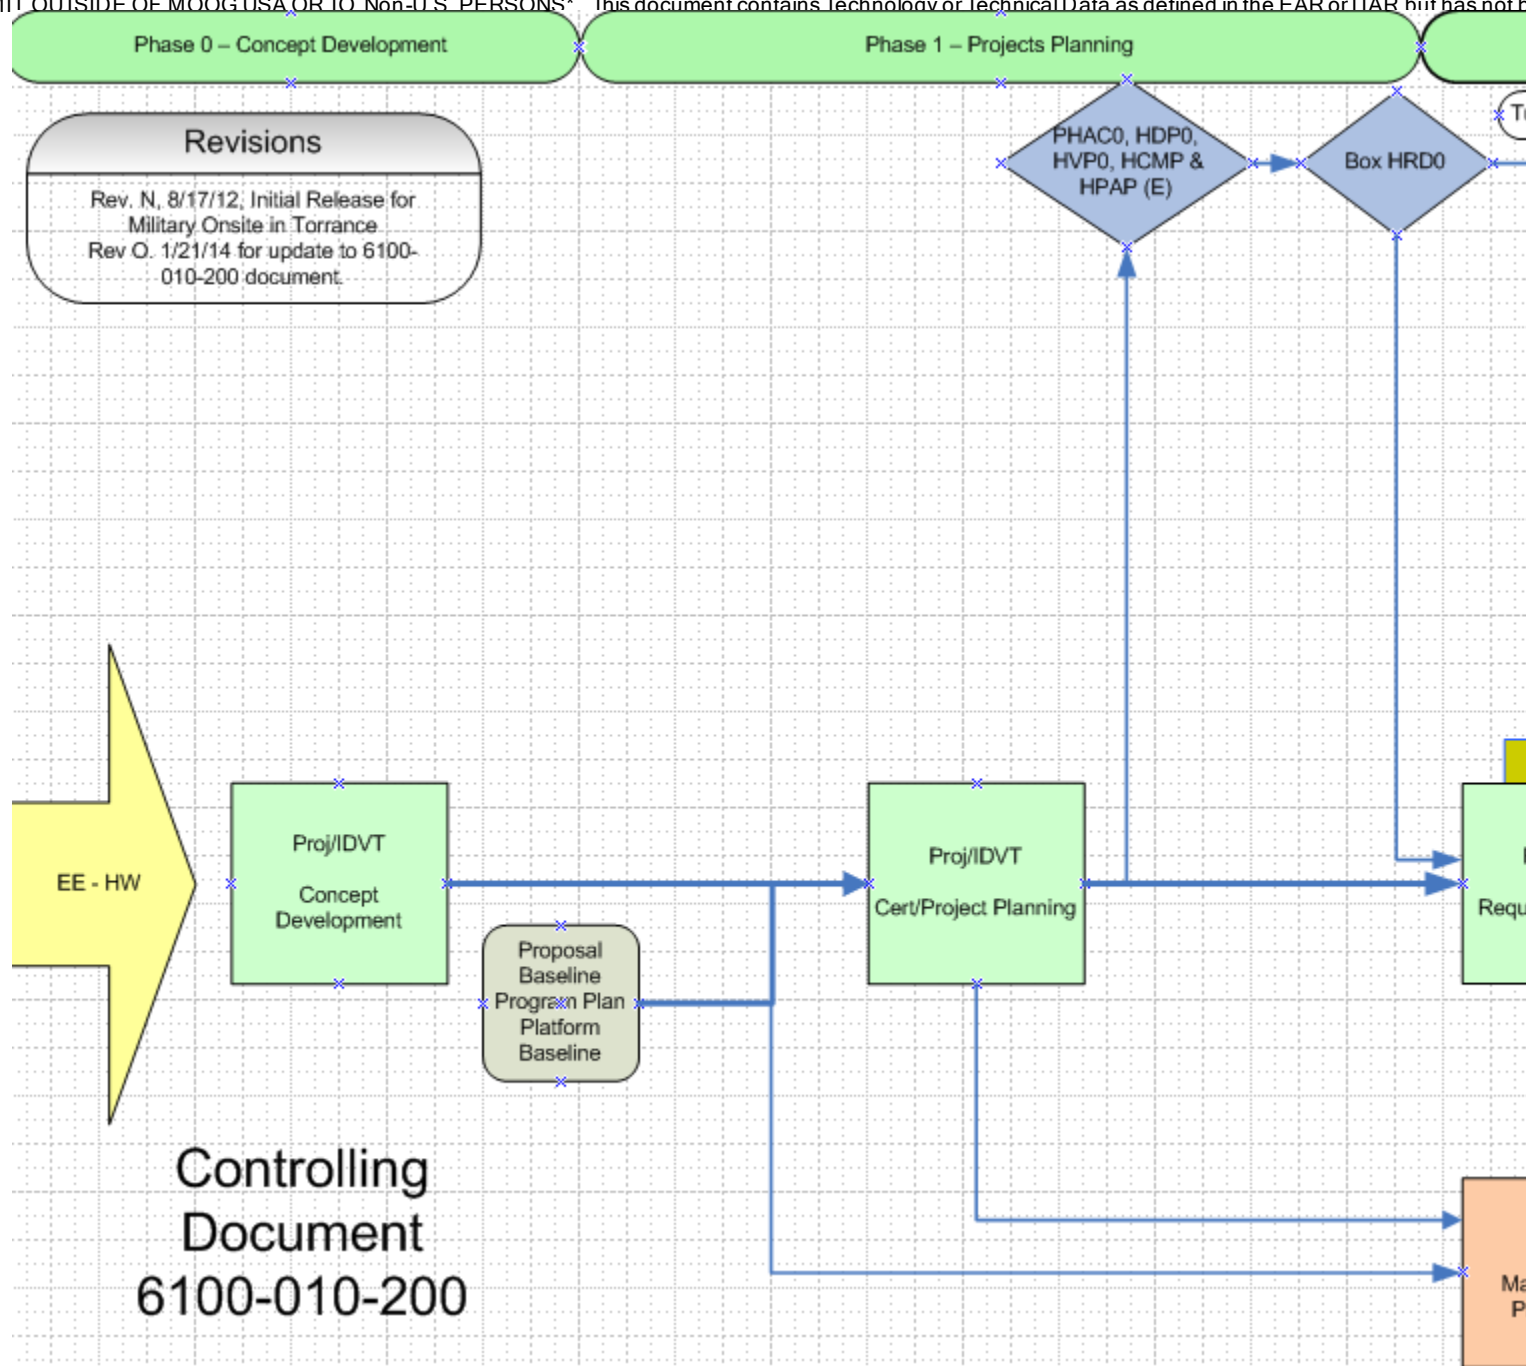 OUTSIDE OF MOOG USA OR TO Non-U.S. PERSONS* This document contains Technology or Technical Data as defined in the EAR or ITAR but has not
Phase 0 – Concept Development
Phase 1 – Projects Planning
Revisions
Rev. N, 8/17/12, Initial Release for
Military Onsite in Torrance
Rev O. 1/21/14 for update to 6100-
010-200 document.
PHAC0, HDP0,
HVP0, HCMP &
HPAP (E)
Box HRD0
EE - HW
Proj/IDVT
Concept
Development
Proposal
Baseline
Program Plan
Platform
Baseline
Proj/IDVT
Cert/Project Planning
Controlling
Document
6100-010-200